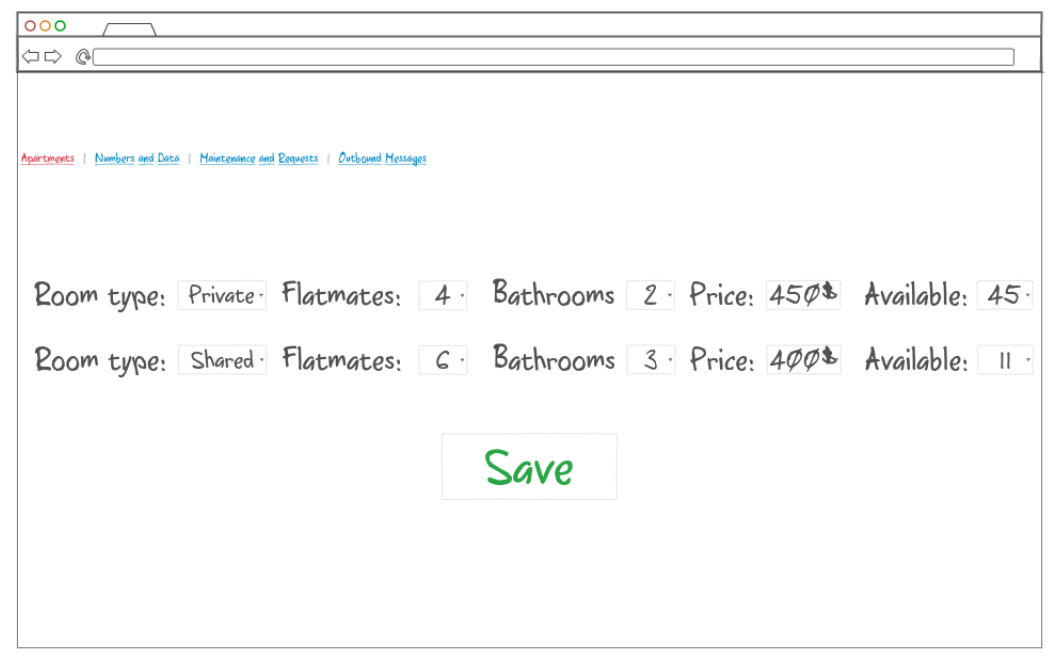 Apartments | Numbers and Data | Maintenance and Requests | Outbound Messages
Room type: Private Flatmates: 4 Bathrooms 2 Price: 450$ Available: 45
Room type: Shared Flatmates: 6 Bathrooms 3 Price: 400$ Available: 11
Save